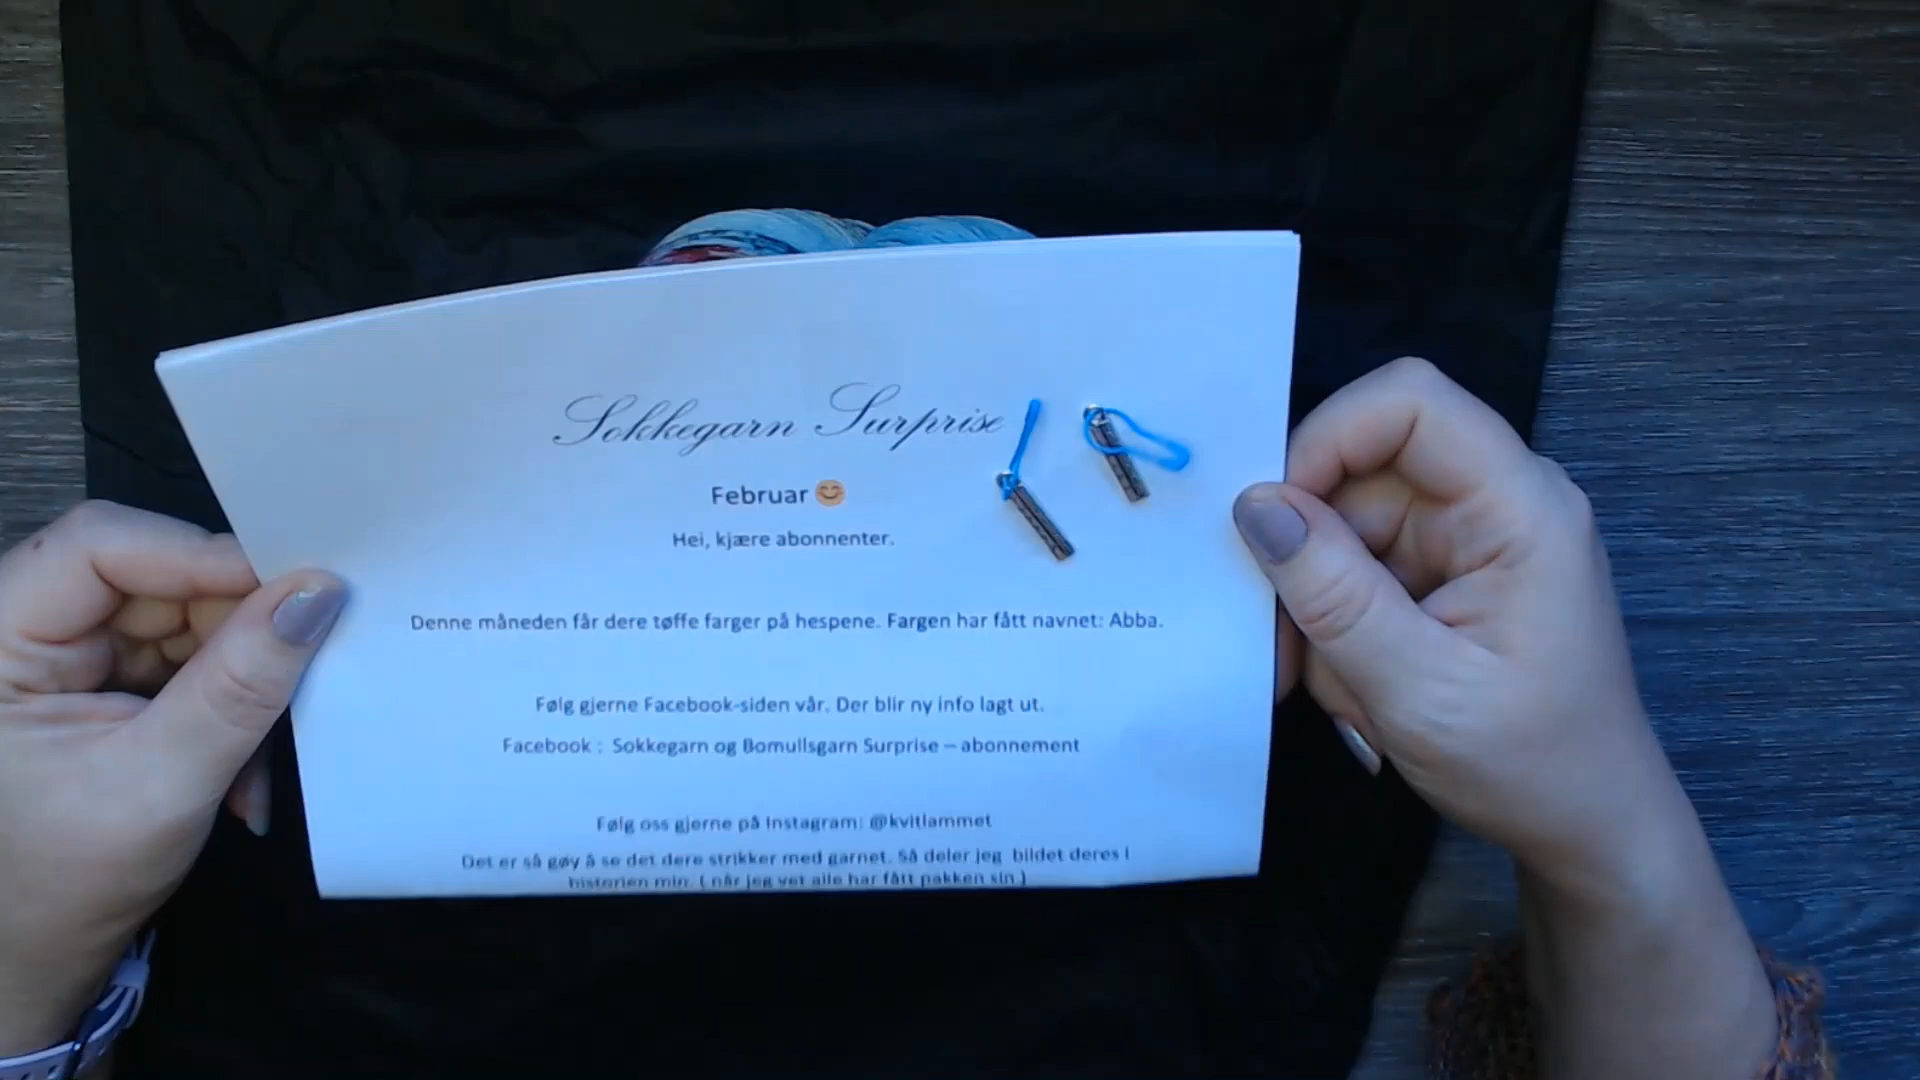 Sokkegarn Surprise
Februar 😊
Hei, kjære abonnenter.
Denne måneden får dere tøffe farger på hespene. Fargen har fått navnet: Abba.
Følg gjerne Facebook-siden vår. Der blir ny info lagt ut.
Facebook : Sokkegarn og Bomullsgarn Surprise – abonnement
Følg oss gjerne på Instagram: @kvitlammet
Det er så gøy å se det dere strikker med garnet. Så deler jeg bildet deres i
historien min. ( når jeg vet alle har fått pakken sin )